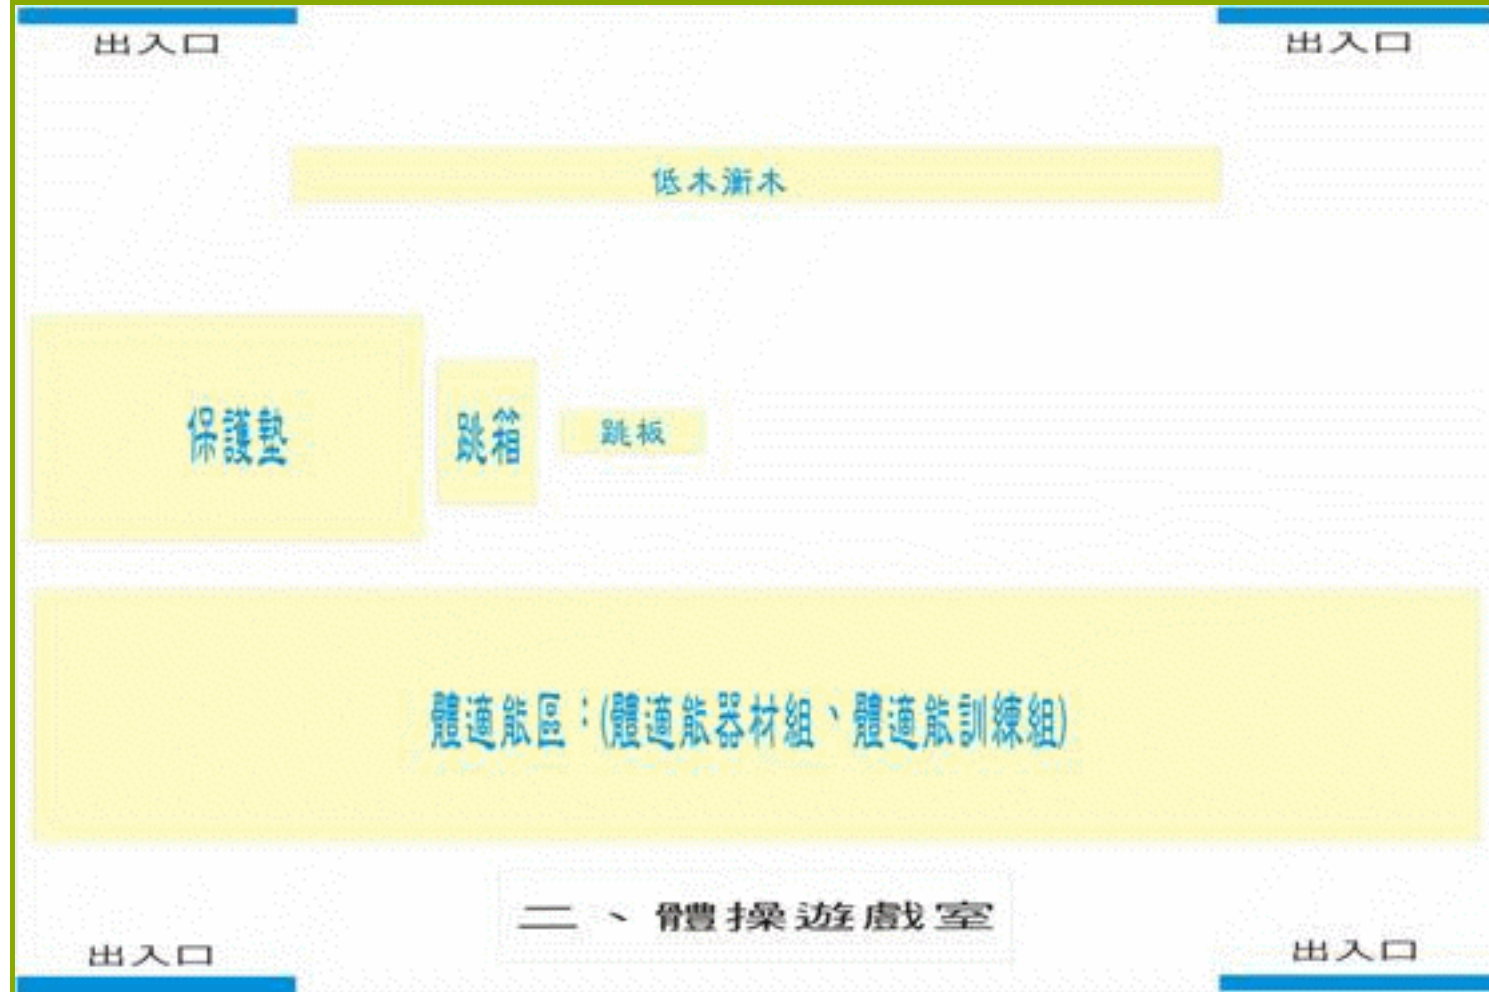 出入口
出入口
低木漸木
保護墊
跳箱
跳板
體適能區：(體適能器材組、體適能訓練組)
二、體操遊戲室
出入口
出入口